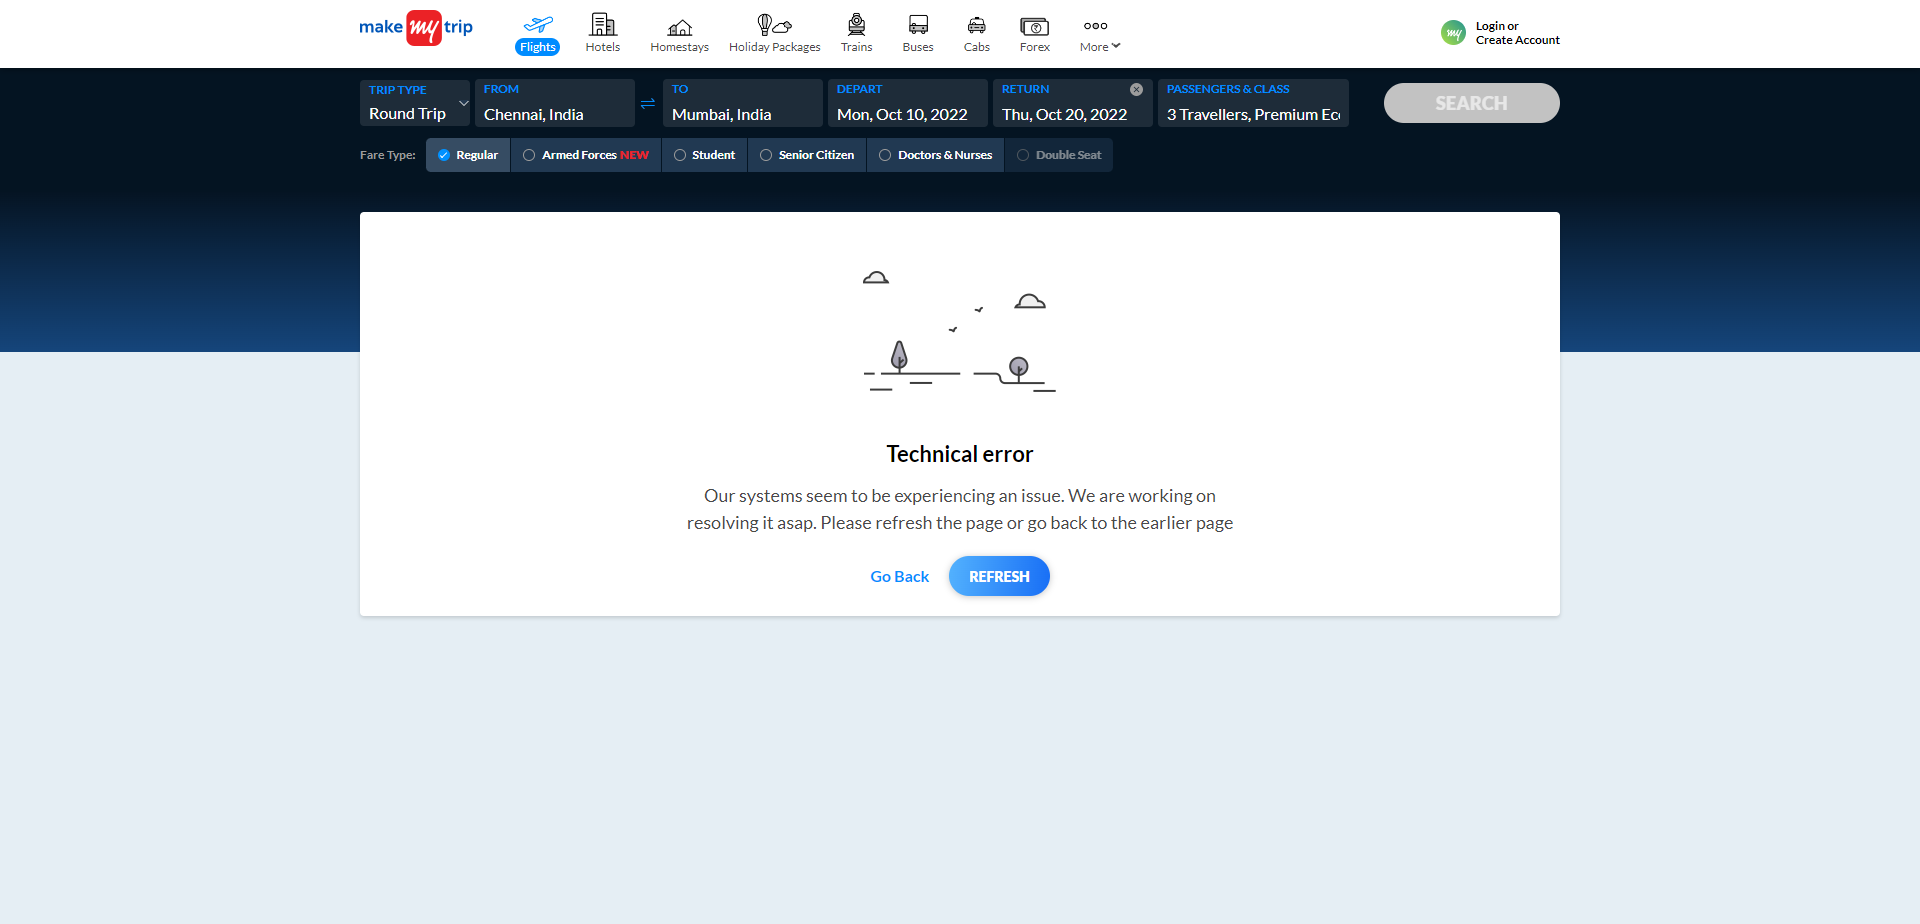 make my trip
Flights
Hotels
Homestays
Holiday Packages
Trains
Buses
Cabs
Forex
More
my
Login or
Create Account
TRIP TYPE
Round Trip
FROM
Chennai, India
TO
Mumbai, India
DEPART
Mon, Oct 10, 2022
RETURN
Thu, Oct 20, 2022
PASSENGERS & CLASS
3 Travellers, Premium Ec
SEARCH
Fare Type:
Regular
Armed Forces NEW
Student
Senior Citizen
Doctors & Nurses
Double Seat
Technical error
Our systems seem to be experiencing an issue. We are working on
resolving it asap. Please refresh the page or go back to the earlier page
Go Back
REFRESH